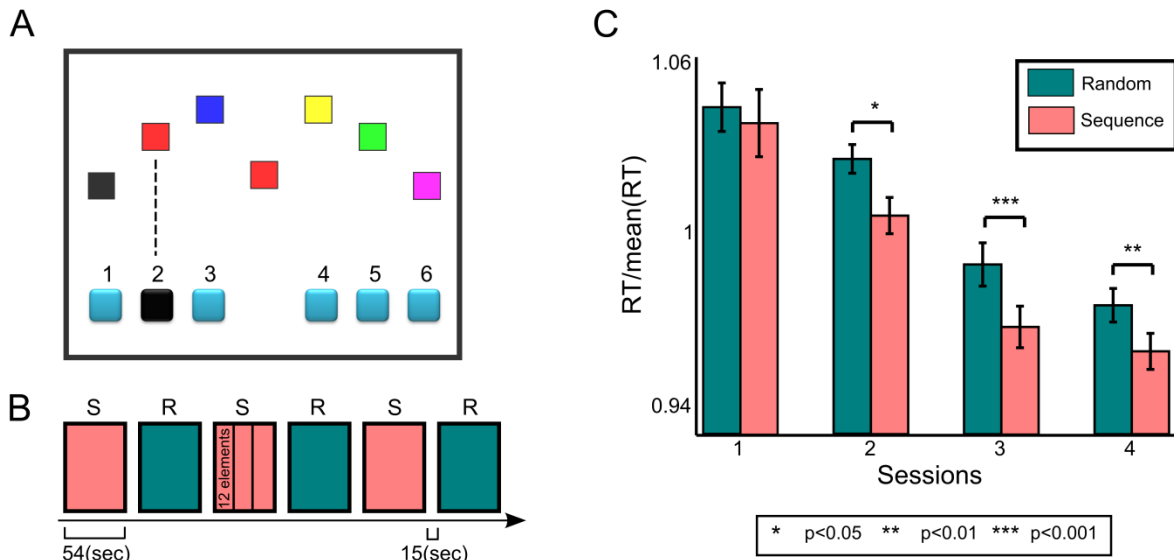 A
1 2 3 4 5 6
B
S R S R S R
12 elements
54(sec) 15(sec)
C
1.06
1
0.94
RT/mean(RT)
Random
Sequence
*
***
**
1 2 3 4
Sessions
* p<0.05 ** p<0.01 *** p<0.001